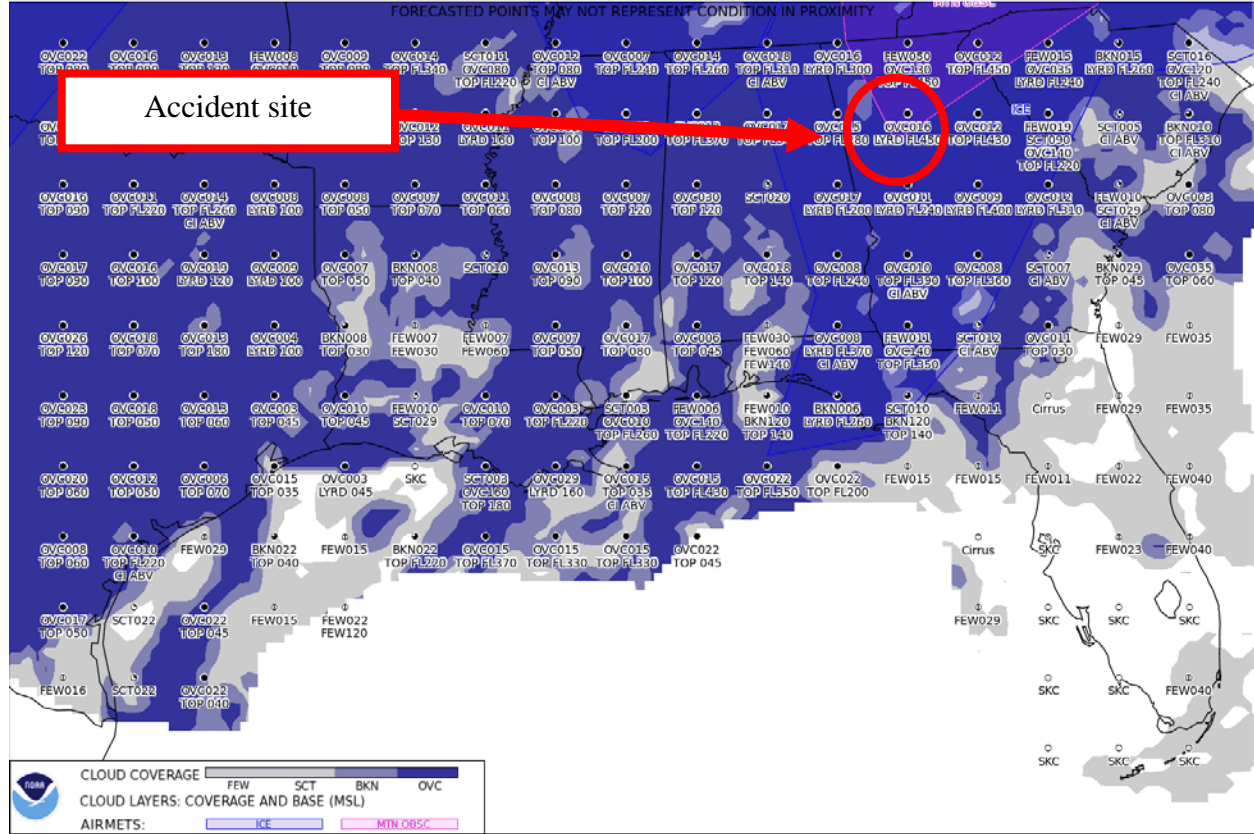 FORECASTED POINTS MAY NOT REPRESENT CONDITION IN PROXIMITY
MTN OBSC
OVC022 OVC016 OVC013 FEW008 OVC009 OVC014 SCT011 OVC012 OVC007 OVC014 OVC018 OVC016 FEW050 OVC012 FEW015 BKN015 SCT016
TOP FL340 OVC080 TOP 080 TOP FL240 TOP FL260 TOP FL310 LYRD FL300 OVC130 TOP FL450 OVC035 LYRD FL260 OVC120
TOP FL220 CI ABV CI ABV LYRD FL240 TOP FL240
CI ABV
Accident site
ICE
OVC012 OVC011 OVC016 OVC012 FEW019 SCT005 BKN010
LYRD 160 TOP 100 TOP FL200 TOP FL370 LYRD FL450 TOP FL430 SCT090 CI ABV TOP FL310
OVC140 CI ABV
TOP FL220
OVC016 OVC011 OVC014 OVC008 OVC008 OVC007 OVC011 OVC008 OVC007 OVC030 SCT020 OVC017 OVC011 OVC009 OVC012 FEW010 OVC003
TOP 090 TOP FL220 TOP FL260 LYRD 100 TOP 050 TOP 070 TOP 060 TOP 080 TOP 120 TOP 120 LYRD FL200 LYRD FL240 LYRD FL400 LYRD FL310 SCT029 TOP 080
CI ABV CI ABV
OVC017 OVC016 OVC019 OVC009 OVC007 BKN008 SCT010 OVC013 OVC010 OVC017 OVC018 OVC008 OVC010 OVC008 SCT007 BKN029 OVC035
TOP 090 TOP 100 LYRD 120 LYRD 100 TOP 050 TOP 040 TOP 090 TOP 100 TOP 120 TOP 140 TOP FL240 TOP FL390 TOP FL360 CI ABV TOP 045 TOP 060
CI ABV
OVC026 OVC018 OVC013 OVC004 BKN008 FEW007 FEW007 OVC007 OVC017 OVC006 FEW030 OVC008 FEW011 SCT012 OVC011 FEW029 FEW035
TOP 120 TOP 070 TOP 180 LYRD 100 TOP 030 FEW030 FEW060 TOP 050 TOP 080 TOP 045 FEW060 LYRD FL370 OVC140 CI ABV TOP 030
FEW140 CI ABV TOP FL350
OVC023 OVC018 OVC013 OVC003 OVC010 FEW010 OVC010 OVC003 SCT003 FEW006 FEW010 BKN006 SCT010 FEW011 Cirrus FEW029 FEW035
TOP 090 TOP 050 TOP 060 TOP 045 TOP 045 SCT029 TOP 070 TOP FL220 OVC010 OVC140 BKN120 LYRD FL260 BKN120
TOP FL260 TOP FL220 TOP 140 TOP 140
OVC020 OVC012 OVC006 OVC015 OVC003 SKC SCT003 OVC029 OVC015 OVC015 OVC022 OVC022 FEW015 FEW015 FEW011 FEW022 FEW040
TOP 060 TOP 050 TOP 070 TOP 035 LYRD 045 OVC160 LYRD 160 TOP 035 TOP FL430 TOP FL350 TOP FL200
TOP 180 CI ABV
OVC008 OVC010 FEW029 BKN022 FEW015 BKN022 OVC015 OVC015 OVC015 OVC022 Cirrus SKC FEW023 FEW040
TOP 060 TOP FL220 TOP 040 TOP FL220 TOP FL370 TOP FL330 TOP FL330 TOP 045
CI ABV
OVC017 SCT022 OVC022 FEW015 FEW022 FEW029 SKC SKC SKC
TOP 050 TOP 045 FEW120
FEW016 SCT022 OVC022 SKC SKC FEW040
TOP 040
SKC SKC SKC
NOAA
CLOUD COVERAGE
FEW SCT BKN OVC
CLOUD LAYERS: COVERAGE AND BASE (MSL)
AIRMETS: ICE MTN OBSC